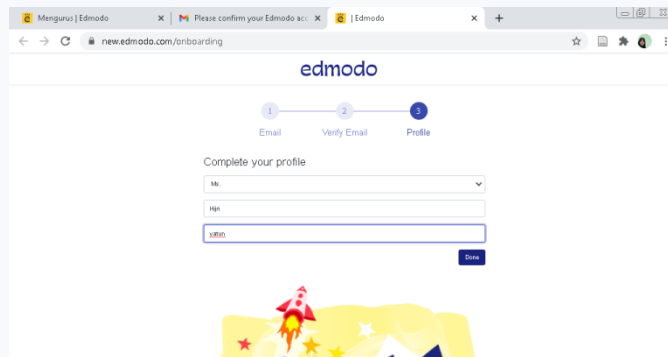 Mengurus | Edmodo
Please confirm your Edmodo acc
| Edmodo
new.edmodo.com/onboarding
edmodo
1 2 3
Email Verify Email Profile
Complete your profile
Ms.
Hijri
yatun
Done